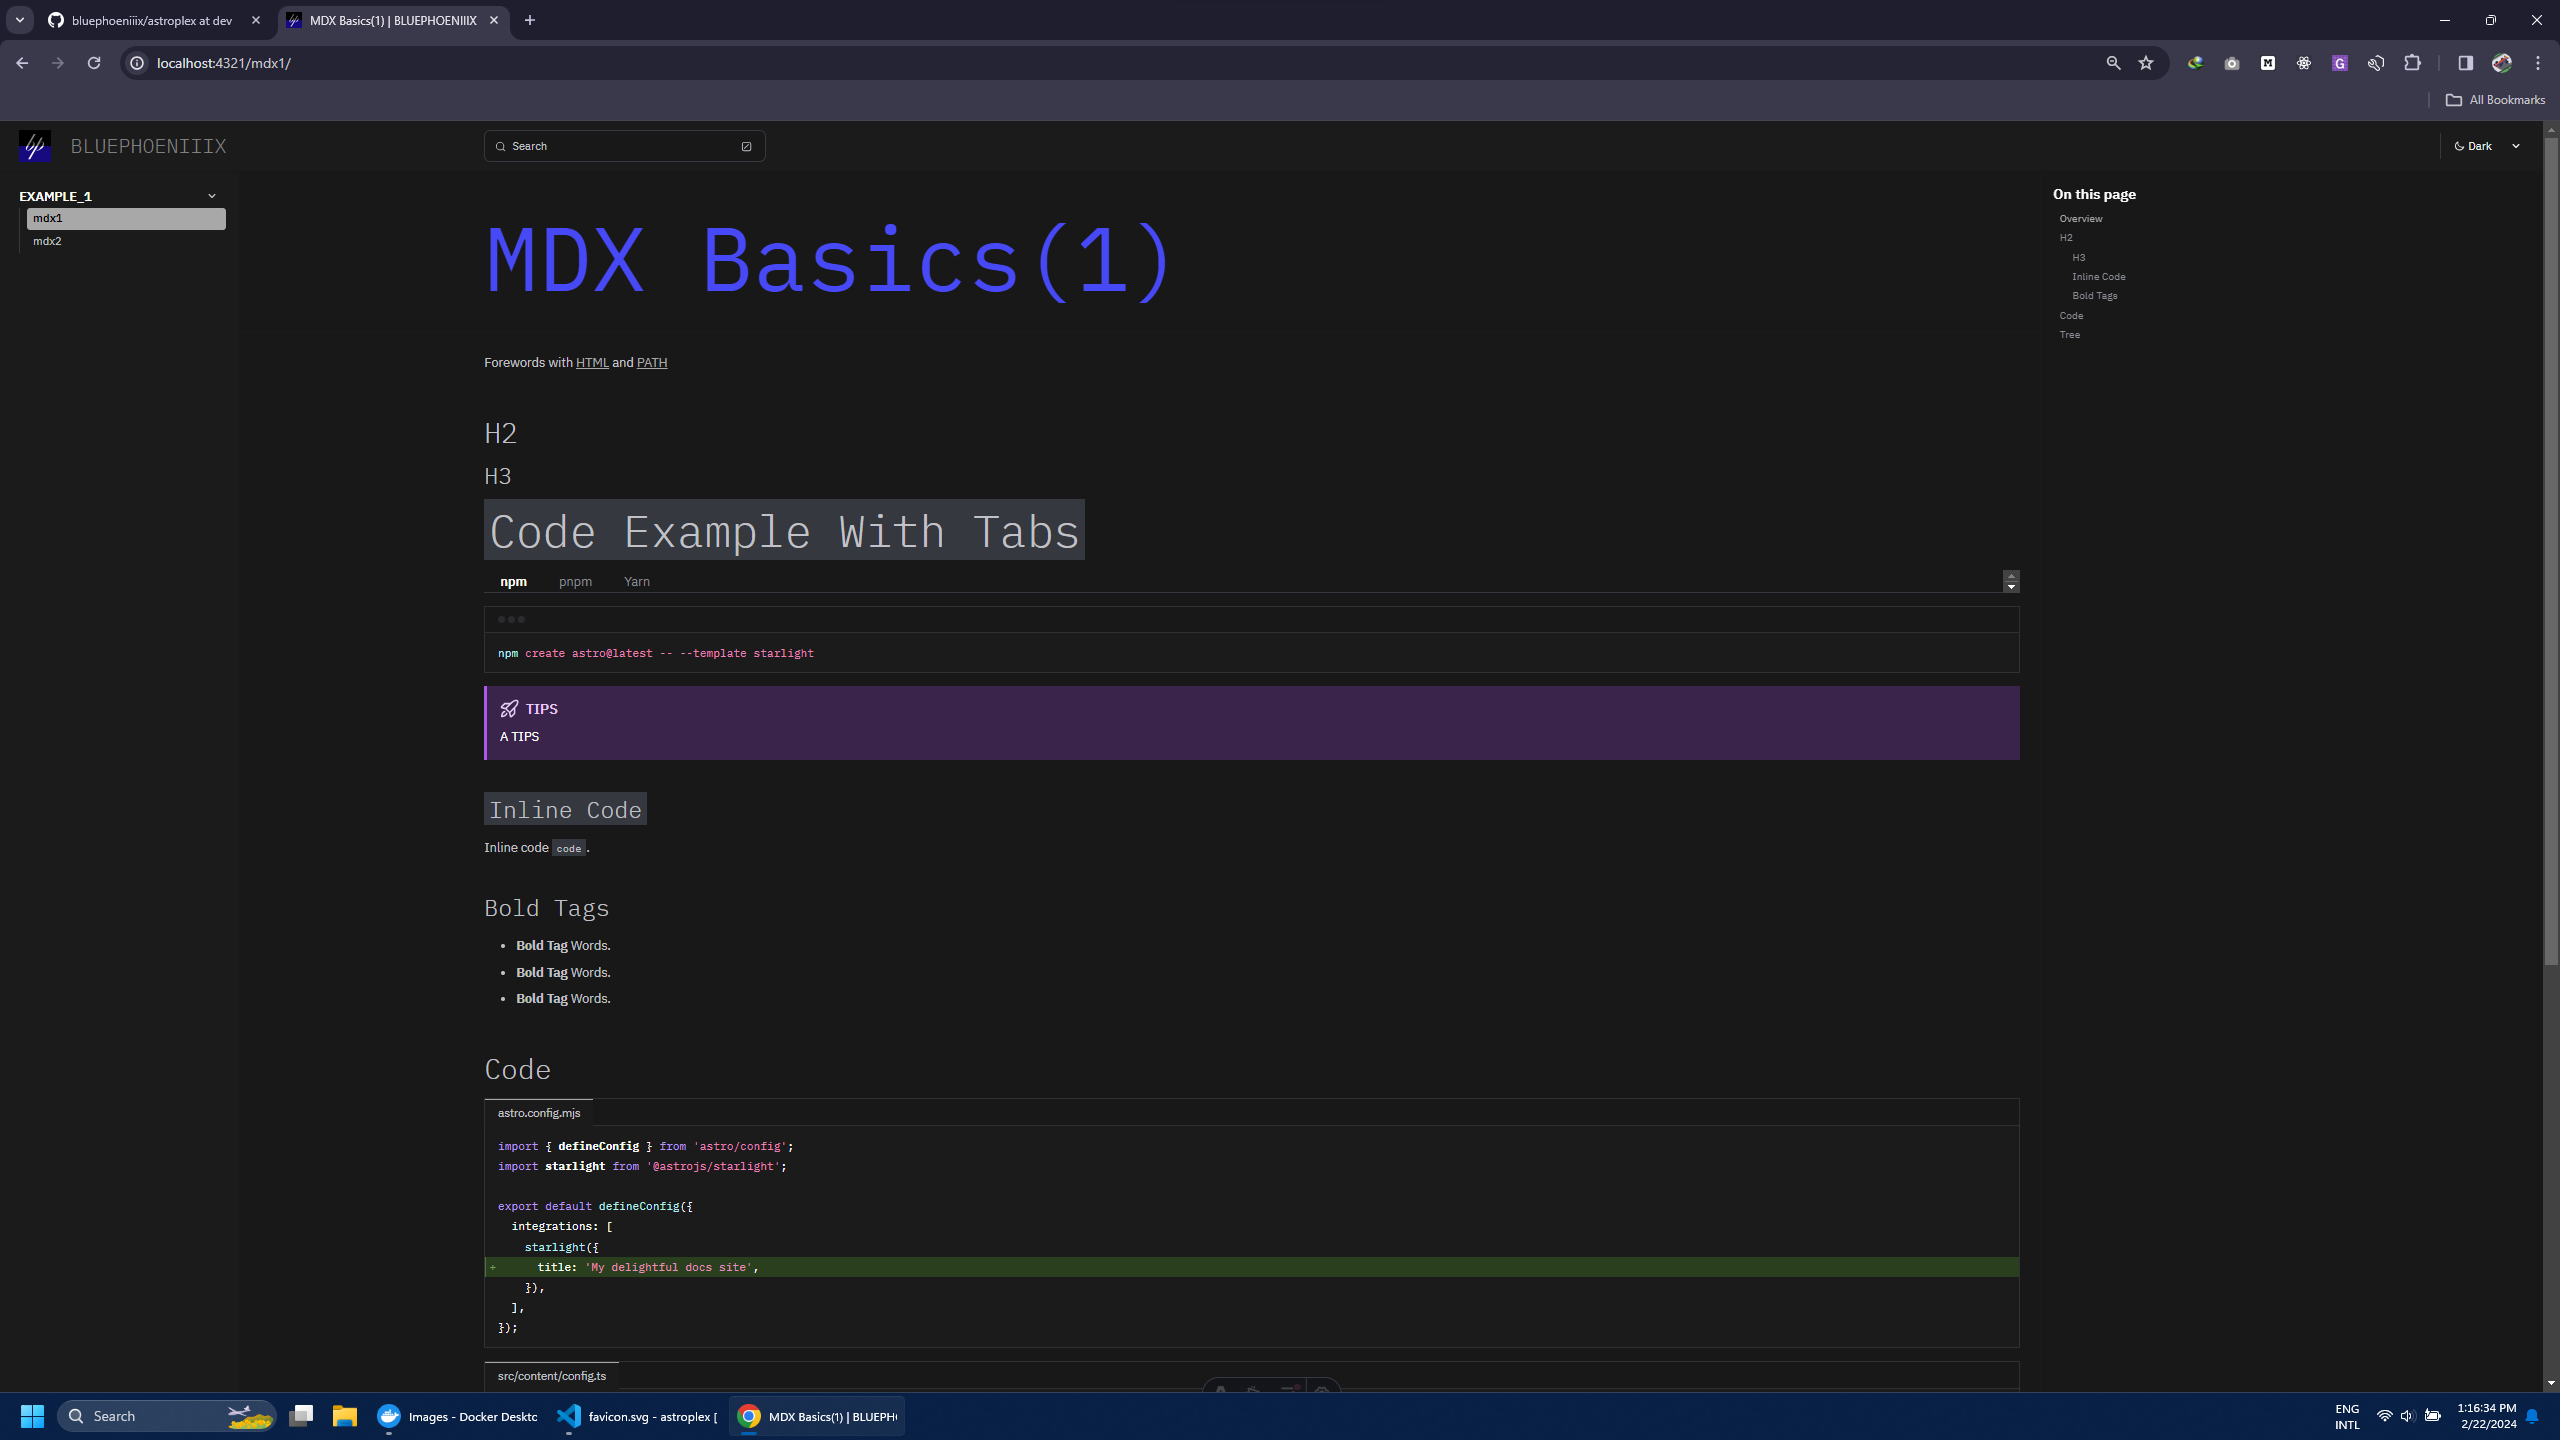 bluephoeniiix/astroplex at dev
MDX Basics(1) | BLUEPHOENIIIX
localhost:4321/mdx1/
All Bookmarks
BLUEPHOENIIIX
Search
Dark
EXAMPLE_1
mdx1
mdx2
MDX Basics(1)
Forewords with HTML and PATH
H2
H3
Code Example With Tabs
npm pnpm Yarn
npm create astro@latest -- --template starlight
TIPS
A TIPS
Inline Code
Inline code code.
Bold Tags
• Bold Tag Words.
• Bold Tag Words.
• Bold Tag Words.
Code
astro.config.mjs
import { defineConfig } from 'astro/config';
import starlight from '@astrojs/starlight';
export default defineConfig({
integrations: [
starlight({
+ title: 'My delightful docs site',
}),
],
});
src/content/config.ts
On this page
Overview
H2
H3
Inline Code
Bold Tags
Code
Tree
Search
Images - Docker Deskto
favicon.svg - astroplex [
MDX Basics(1) | BLUEPH
ENG
INTL
1:16:34 PM
2/22/2024